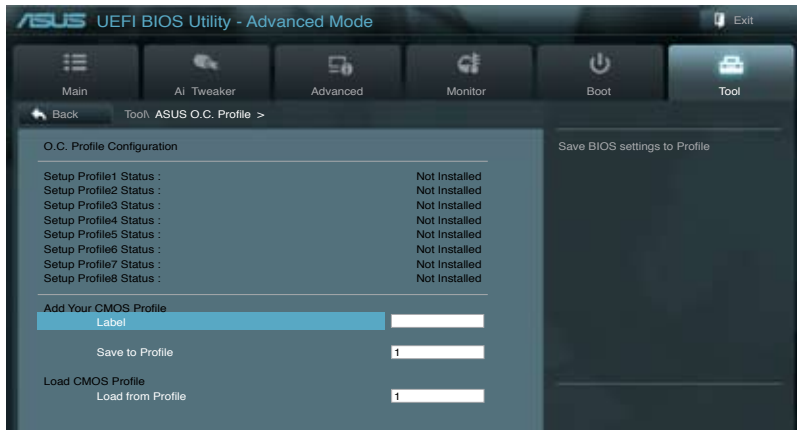 ASUS UEFI BIOS Utility - Advanced Mode
Exit
Main
Ai Tweaker
Advanced
Monitor
Boot
Tool
Back
Tool\ ASUS O.C. Profile >
O.C. Profile Configuration
Save BIOS settings to Profile
Setup Profile1 Status : Not Installed
Setup Profile2 Status : Not Installed
Setup Profile3 Status : Not Installed
Setup Profile4 Status : Not Installed
Setup Profile5 Status : Not Installed
Setup Profile6 Status : Not Installed
Setup Profile7 Status : Not Installed
Setup Profile8 Status : Not Installed
Add Your CMOS Profile
Label
Save to Profile 1
Load CMOS Profile
Load from Profile 1